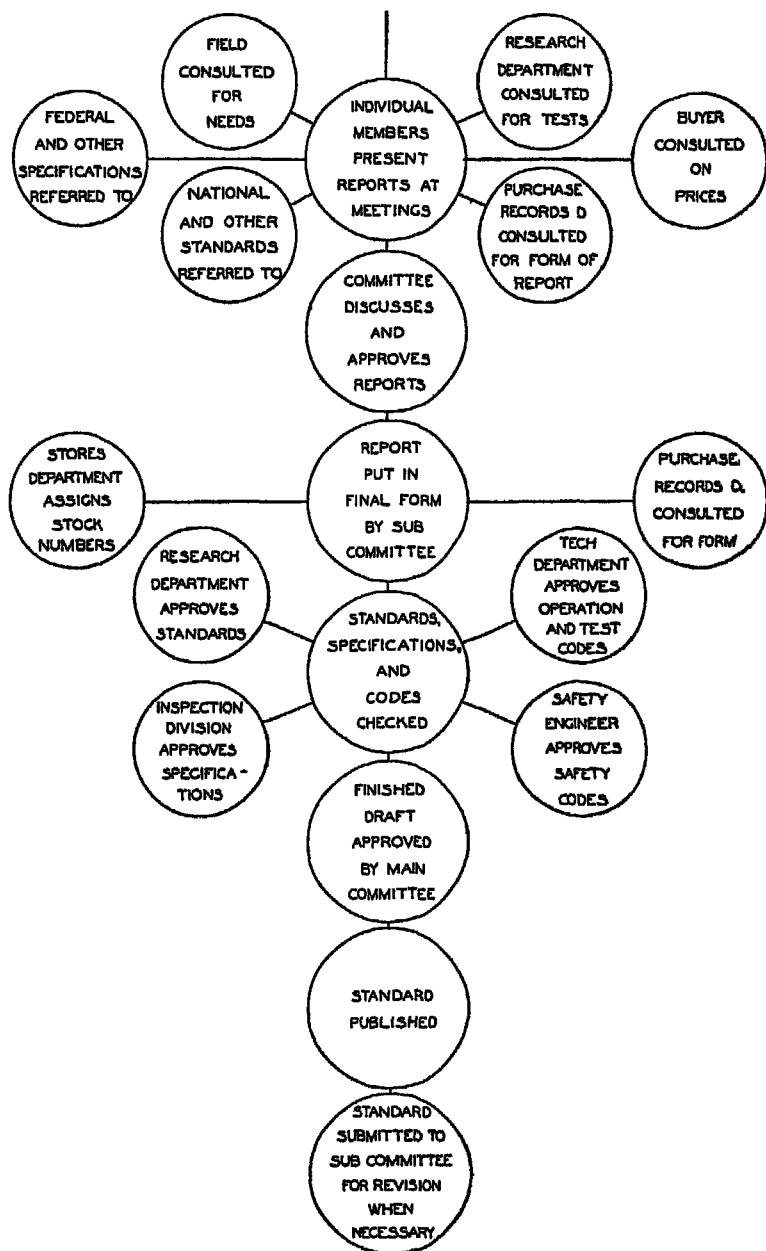 FIELD
CONSULTED
FOR
NEEDS
RESEARCH
DEPARTMENT
CONSULTED
FOR TESTS
FEDERAL
AND OTHER
SPECIFICATIONS
REFERRED TO
INDIVIDUAL
MEMBERS
PRESENT
REPORTS AT
MEETINGS
BUYER
CONSULTED
ON
PRICES
NATIONAL
AND OTHER
STANDARDS
REFERRED TO
PURCHASE
RECORDS D
CONSULTED
FOR FORM OF
REPORT
COMMITTEE
DISCUSSES
AND
APPROVES
REPORTS
STORES
DEPARTMENT
ASSIGNS
STOCK
NUMBERS
REPORT
PUT IN
FINAL FORM
BY SUB
COMMITTEE
PURCHASE.
RECORDS D.
CONSULTED
FOR FORM
RESEARCH
DEPARTMENT
APPROVES
STANDARDS
TECH
DEPARTMENT
APPROVES
OPERATION
AND TEST
CODES
STANDARDS,
SPECIFICATIONS,
AND
CODES
CHECKED
INSPECTION
DIVISION
APPROVES
SPECIFICA-
TIONS
SAFETY
ENGINEER
APPROVES
SAFETY
CODES
FINISHED
DRAFT
APPROVED
BY MAIN
COMMITTEE
STANDARD
PUBLISHED
STANDARD
SUBMITTED TO
SUB COMMITTEE
FOR REVISION
WHEN
NECESSARY